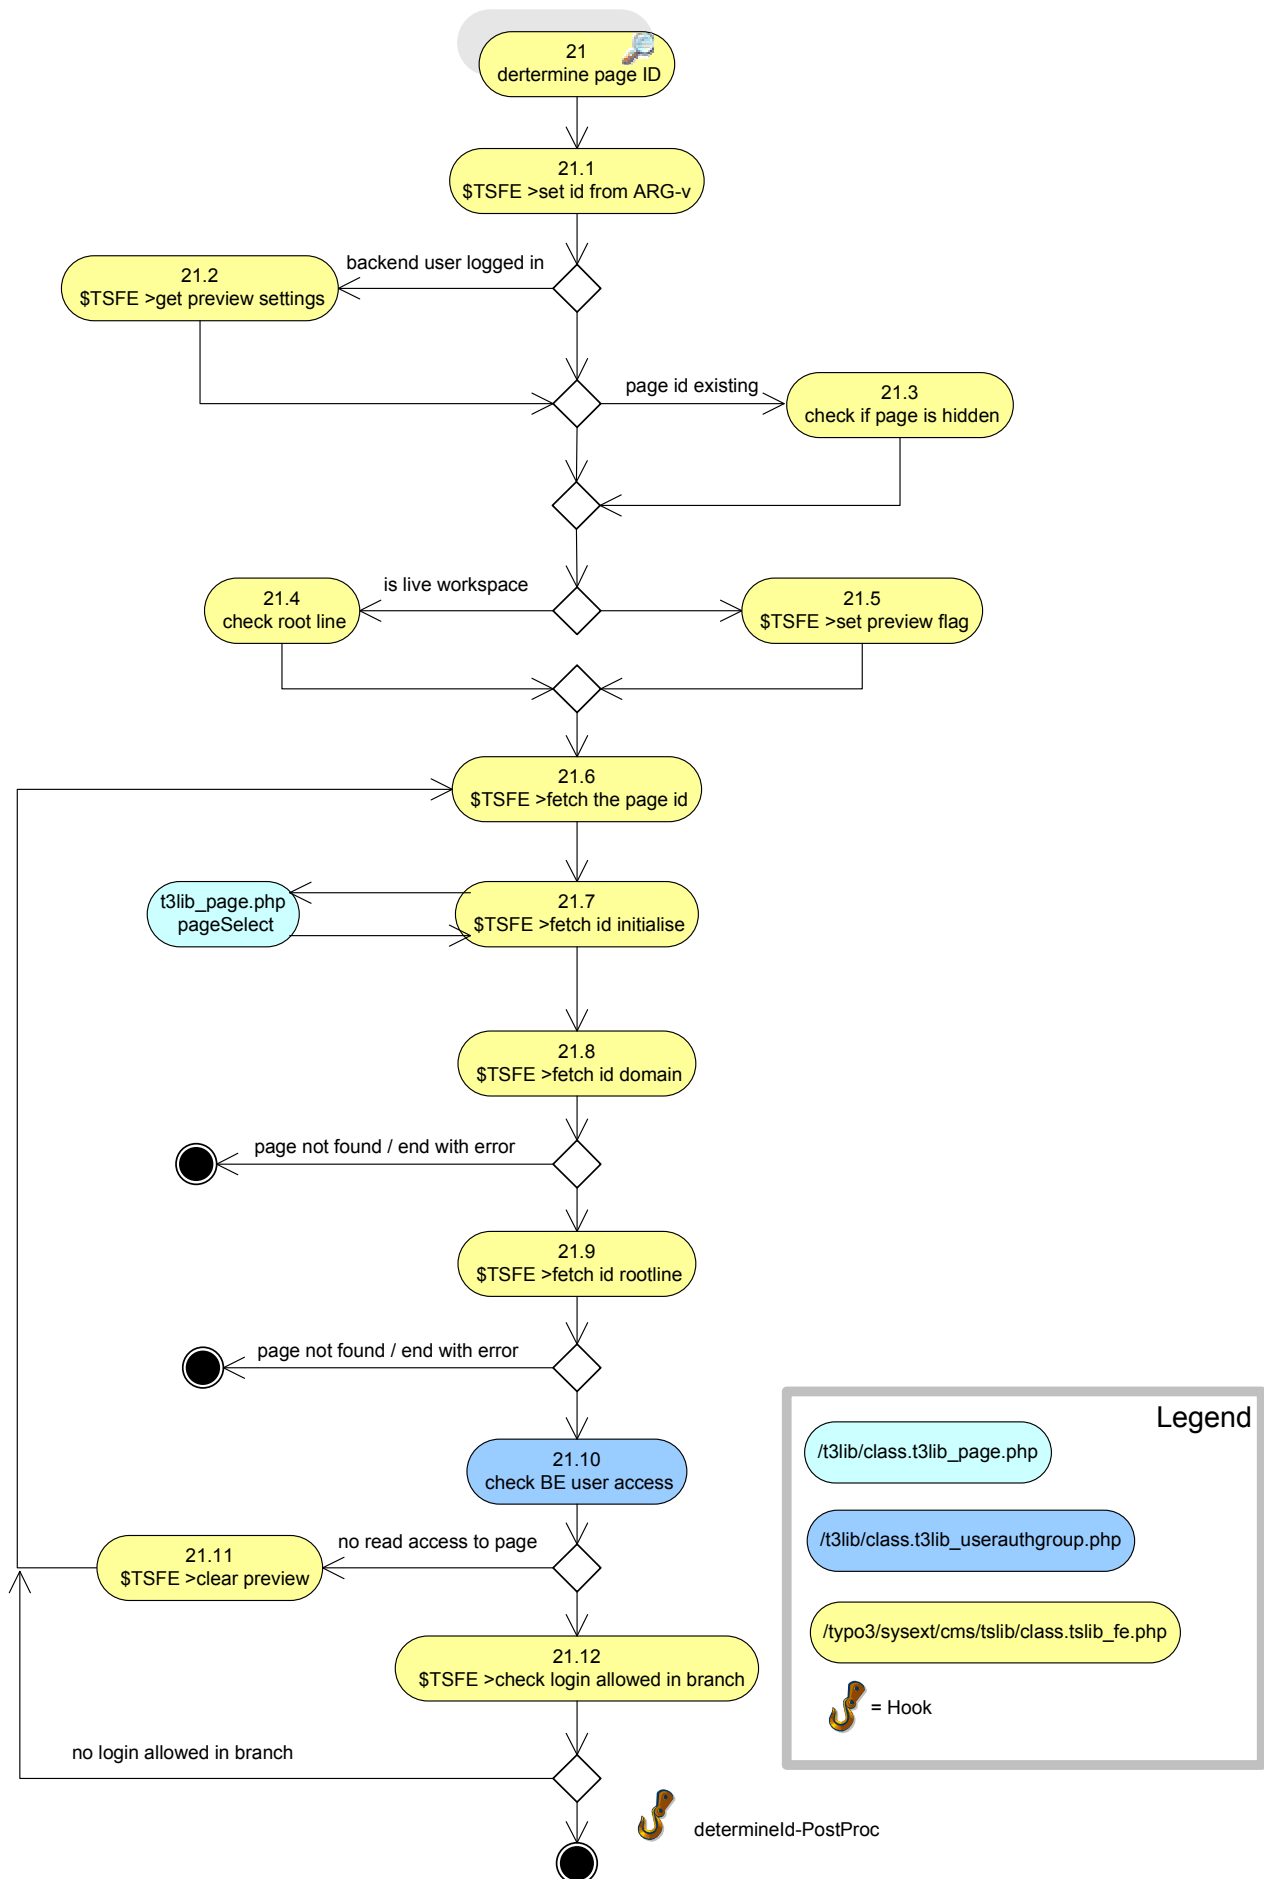 21
dertermine page ID
21.1
$TSFE >set id from ARG-v
backend user logged in
21.2
$TSFE >get preview settings
page id existing
21.3
check if page is hidden
is live workspace
21.4
check root line
21.5
$TSFE >set preview flag
21.6
$TSFE >fetch the page id
t3lib_page.php
pageSelect
21.7
$TSFE >fetch id initialise
21.8
$TSFE >fetch id domain
page not found / end with error
21.9
$TSFE >fetch id rootline
page not found / end with error
21.10
check BE user access
no read access to page
21.11
$TSFE >clear preview
21.12
$TSFE >check login allowed in branch
no login allowed in branch
determineId-PostProc
Legend
/t3lib/class.t3lib_page.php
/t3lib/class.t3lib_userauthgroup.php
/typo3/sysext/cms/tslib/class.tslib_fe.php
= Hook